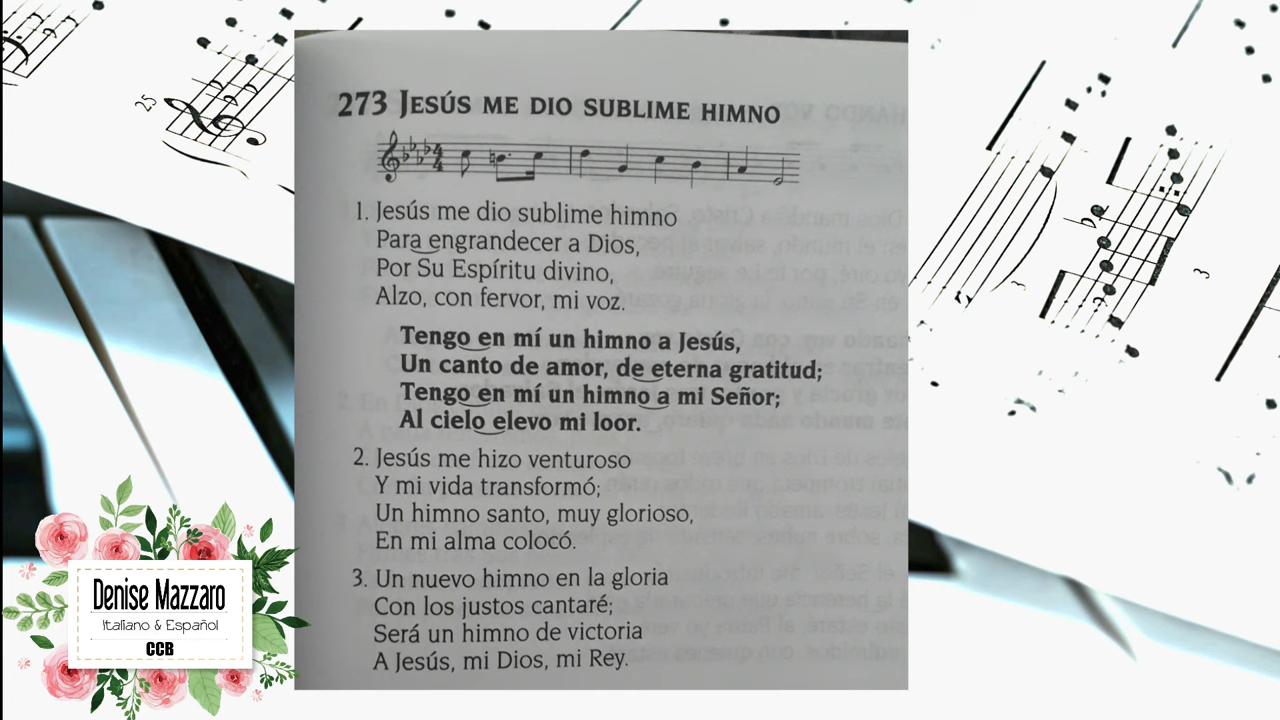 273 JESÚS ME DIO SUBLIME HIMNO
1. Jesús me dio sublime himno
Para engrandecer a Dios,
Por Su Espíritu divino,
Alzo, con fervor, mi voz.
Tengo en mí un himno a Jesús,
Un canto de amor, de eterna gratitud;
Tengo en mí un himno a mi Señor;
Al cielo elevo mi loor.
2. Jesús me hizo venturoso
Y mi vida transformó;
Un himno santo, muy glorioso,
En mi alma colocó.
3. Un nuevo himno en la gloria
Con los justos cantaré;
Será un himno de victoria
A Jesús, mi Dios, mi Rey.
Denise Mazzaro
Italiano & Español
CCB
25
3
3